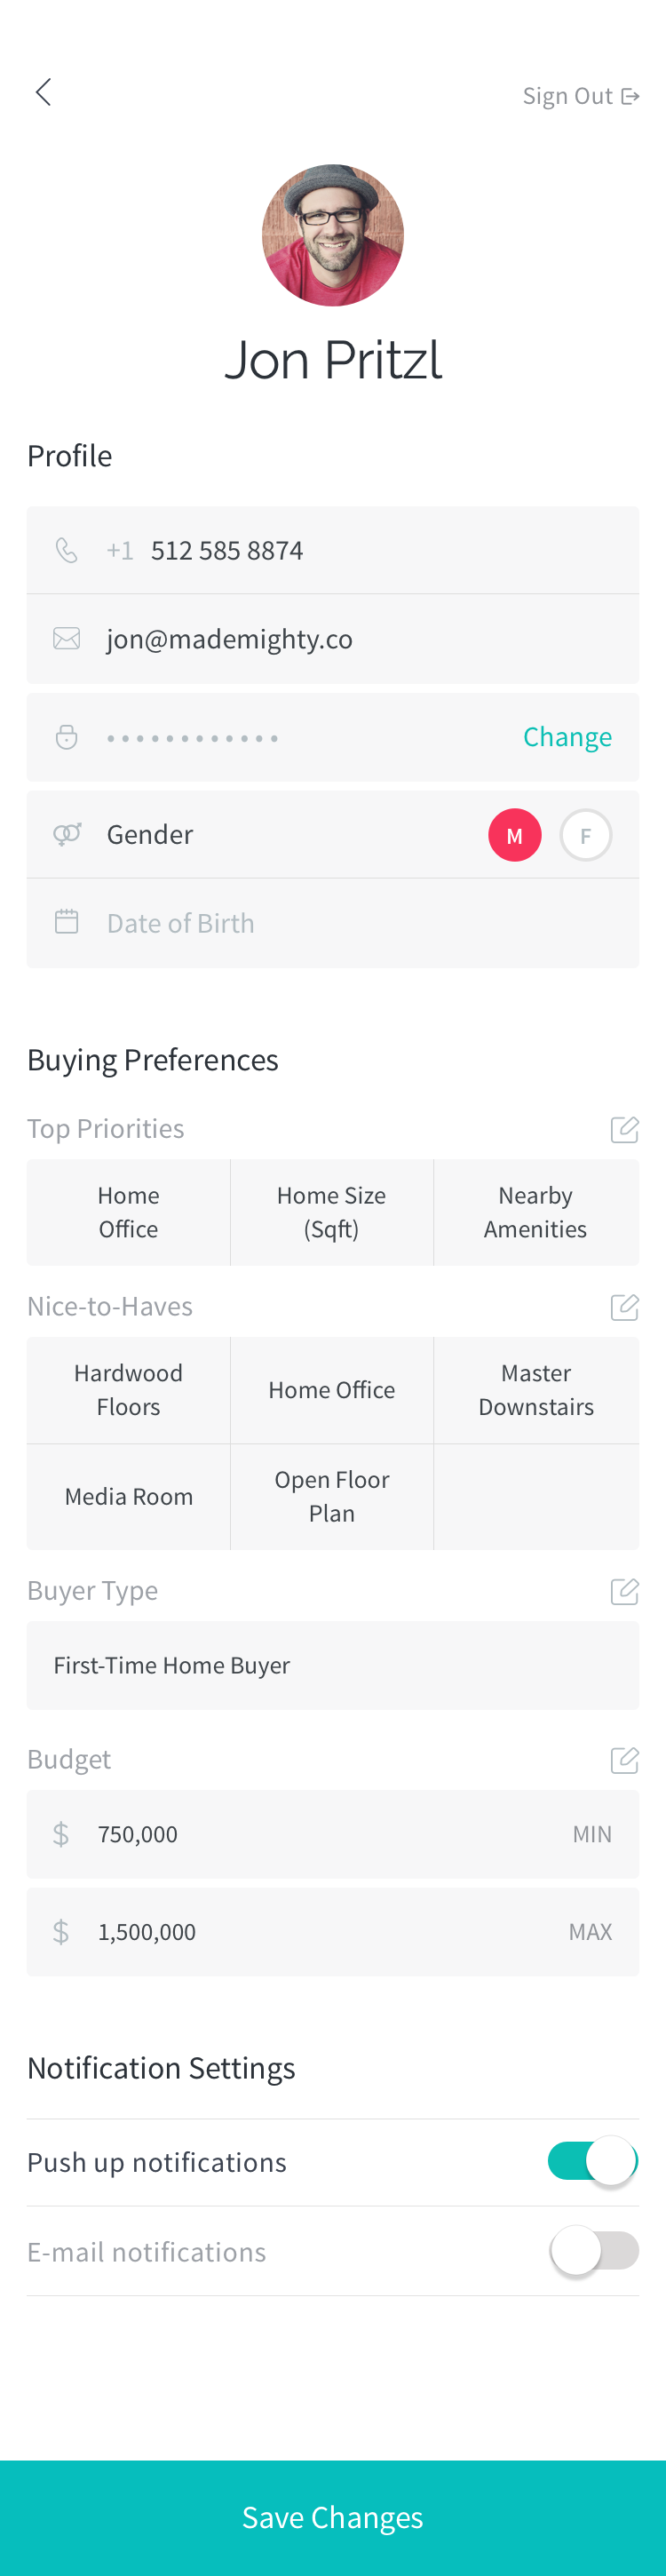 Sign Out
Jon Pritzl
Profile
+1 512 585 8874
jon@mademighty.co
Change
Gender M F
Date of Birth
Buying Preferences
Top Priorities
Home
Office
Home Size
(Sqft)
Nearby
Amenities
Nice-to-Haves
Hardwood
Floors
Home Office
Master
Downstairs
Media Room
Open Floor
Plan
Buyer Type
First-Time Home Buyer
Budget
$ 750,000 MIN
$ 1,500,000 MAX
Notification Settings
Push up notifications
E-mail notifications
Save Changes